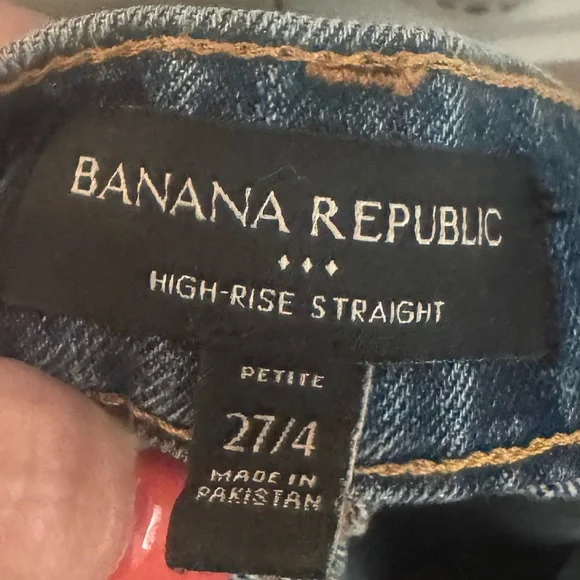 BANANA REPUBLIC
HIGH-RISE STRAIGHT
PETITE
27/4
MADE IN
PAKISTAN